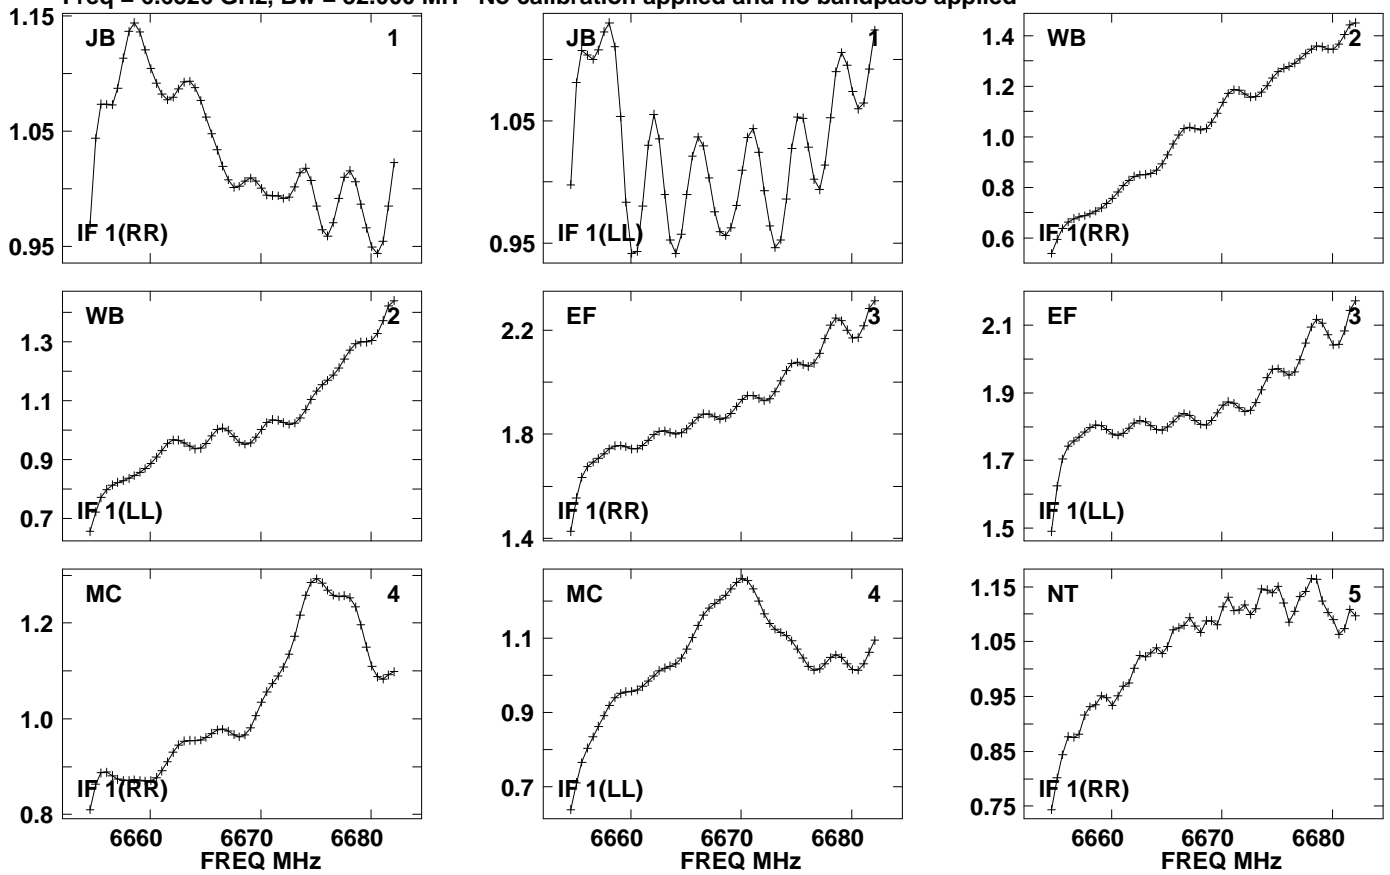 No calibration applied and no bandpass applied
JB 1
1.15
1.05
0.95
IF 1(RR)
JB 1
1.05
0.95
IF 1(LL)
WB 2
1.4
1.2
1.0
0.8
0.6
IF 1(RR)
WB 2
1.3
1.1
0.9
0.7
IF 1(LL)
EF 3
2.2
1.8
1.4
IF 1(RR)
EF 3
2.1
1.9
1.7
1.5
IF 1(LL)
MC 4
1.2
1.0
0.8
IF 1(RR)
6660 6670 6680
FREQ MHz
MC 4
1.1
0.9
0.7
IF 1(LL)
6660 6670 6680
FREQ MHz
NT 5
1.15
1.05
0.95
0.85
0.75
IF 1(RR)
6660 6670 6680
FREQ MHz